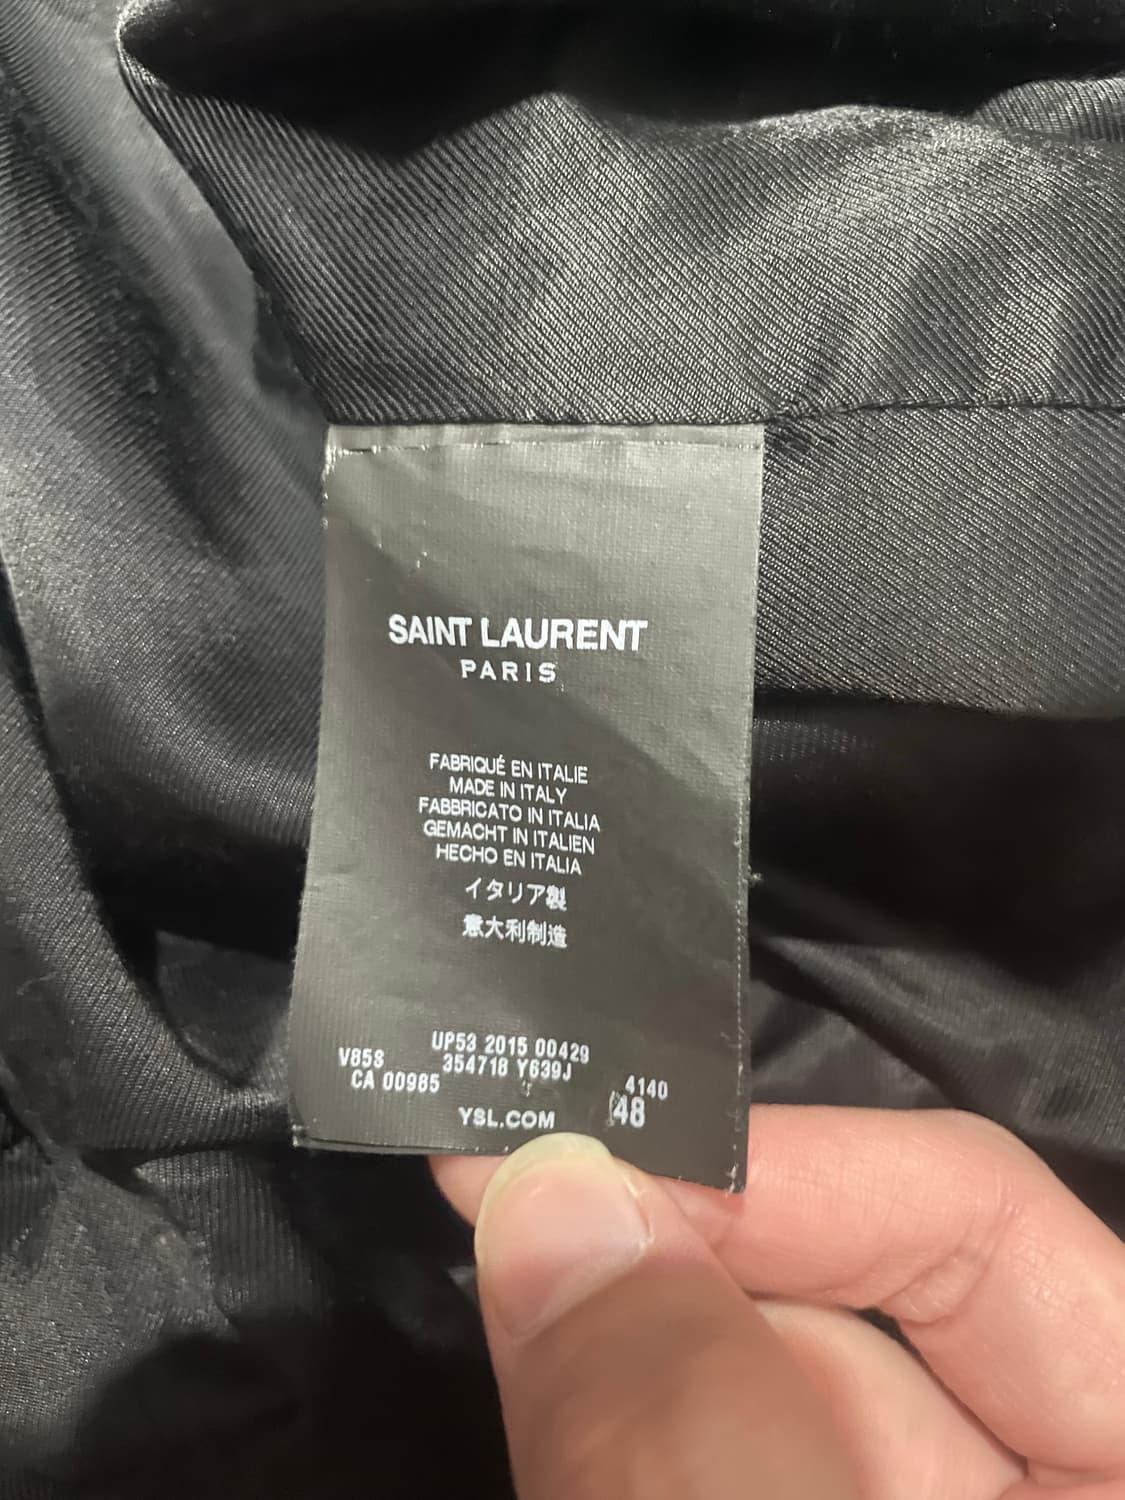 SAINT LAURENT
PARIS
FABRIQUÉ EN ITALIE
MADE IN ITALY
FABBRICATO IN ITALIA
GEMACHT IN ITALIEN
HECHO EN ITALIA
イタリア製
意大利制造
UP53 2015 00429
V858 354718 Y639J
CA 00985 4140
YSL.COM 48